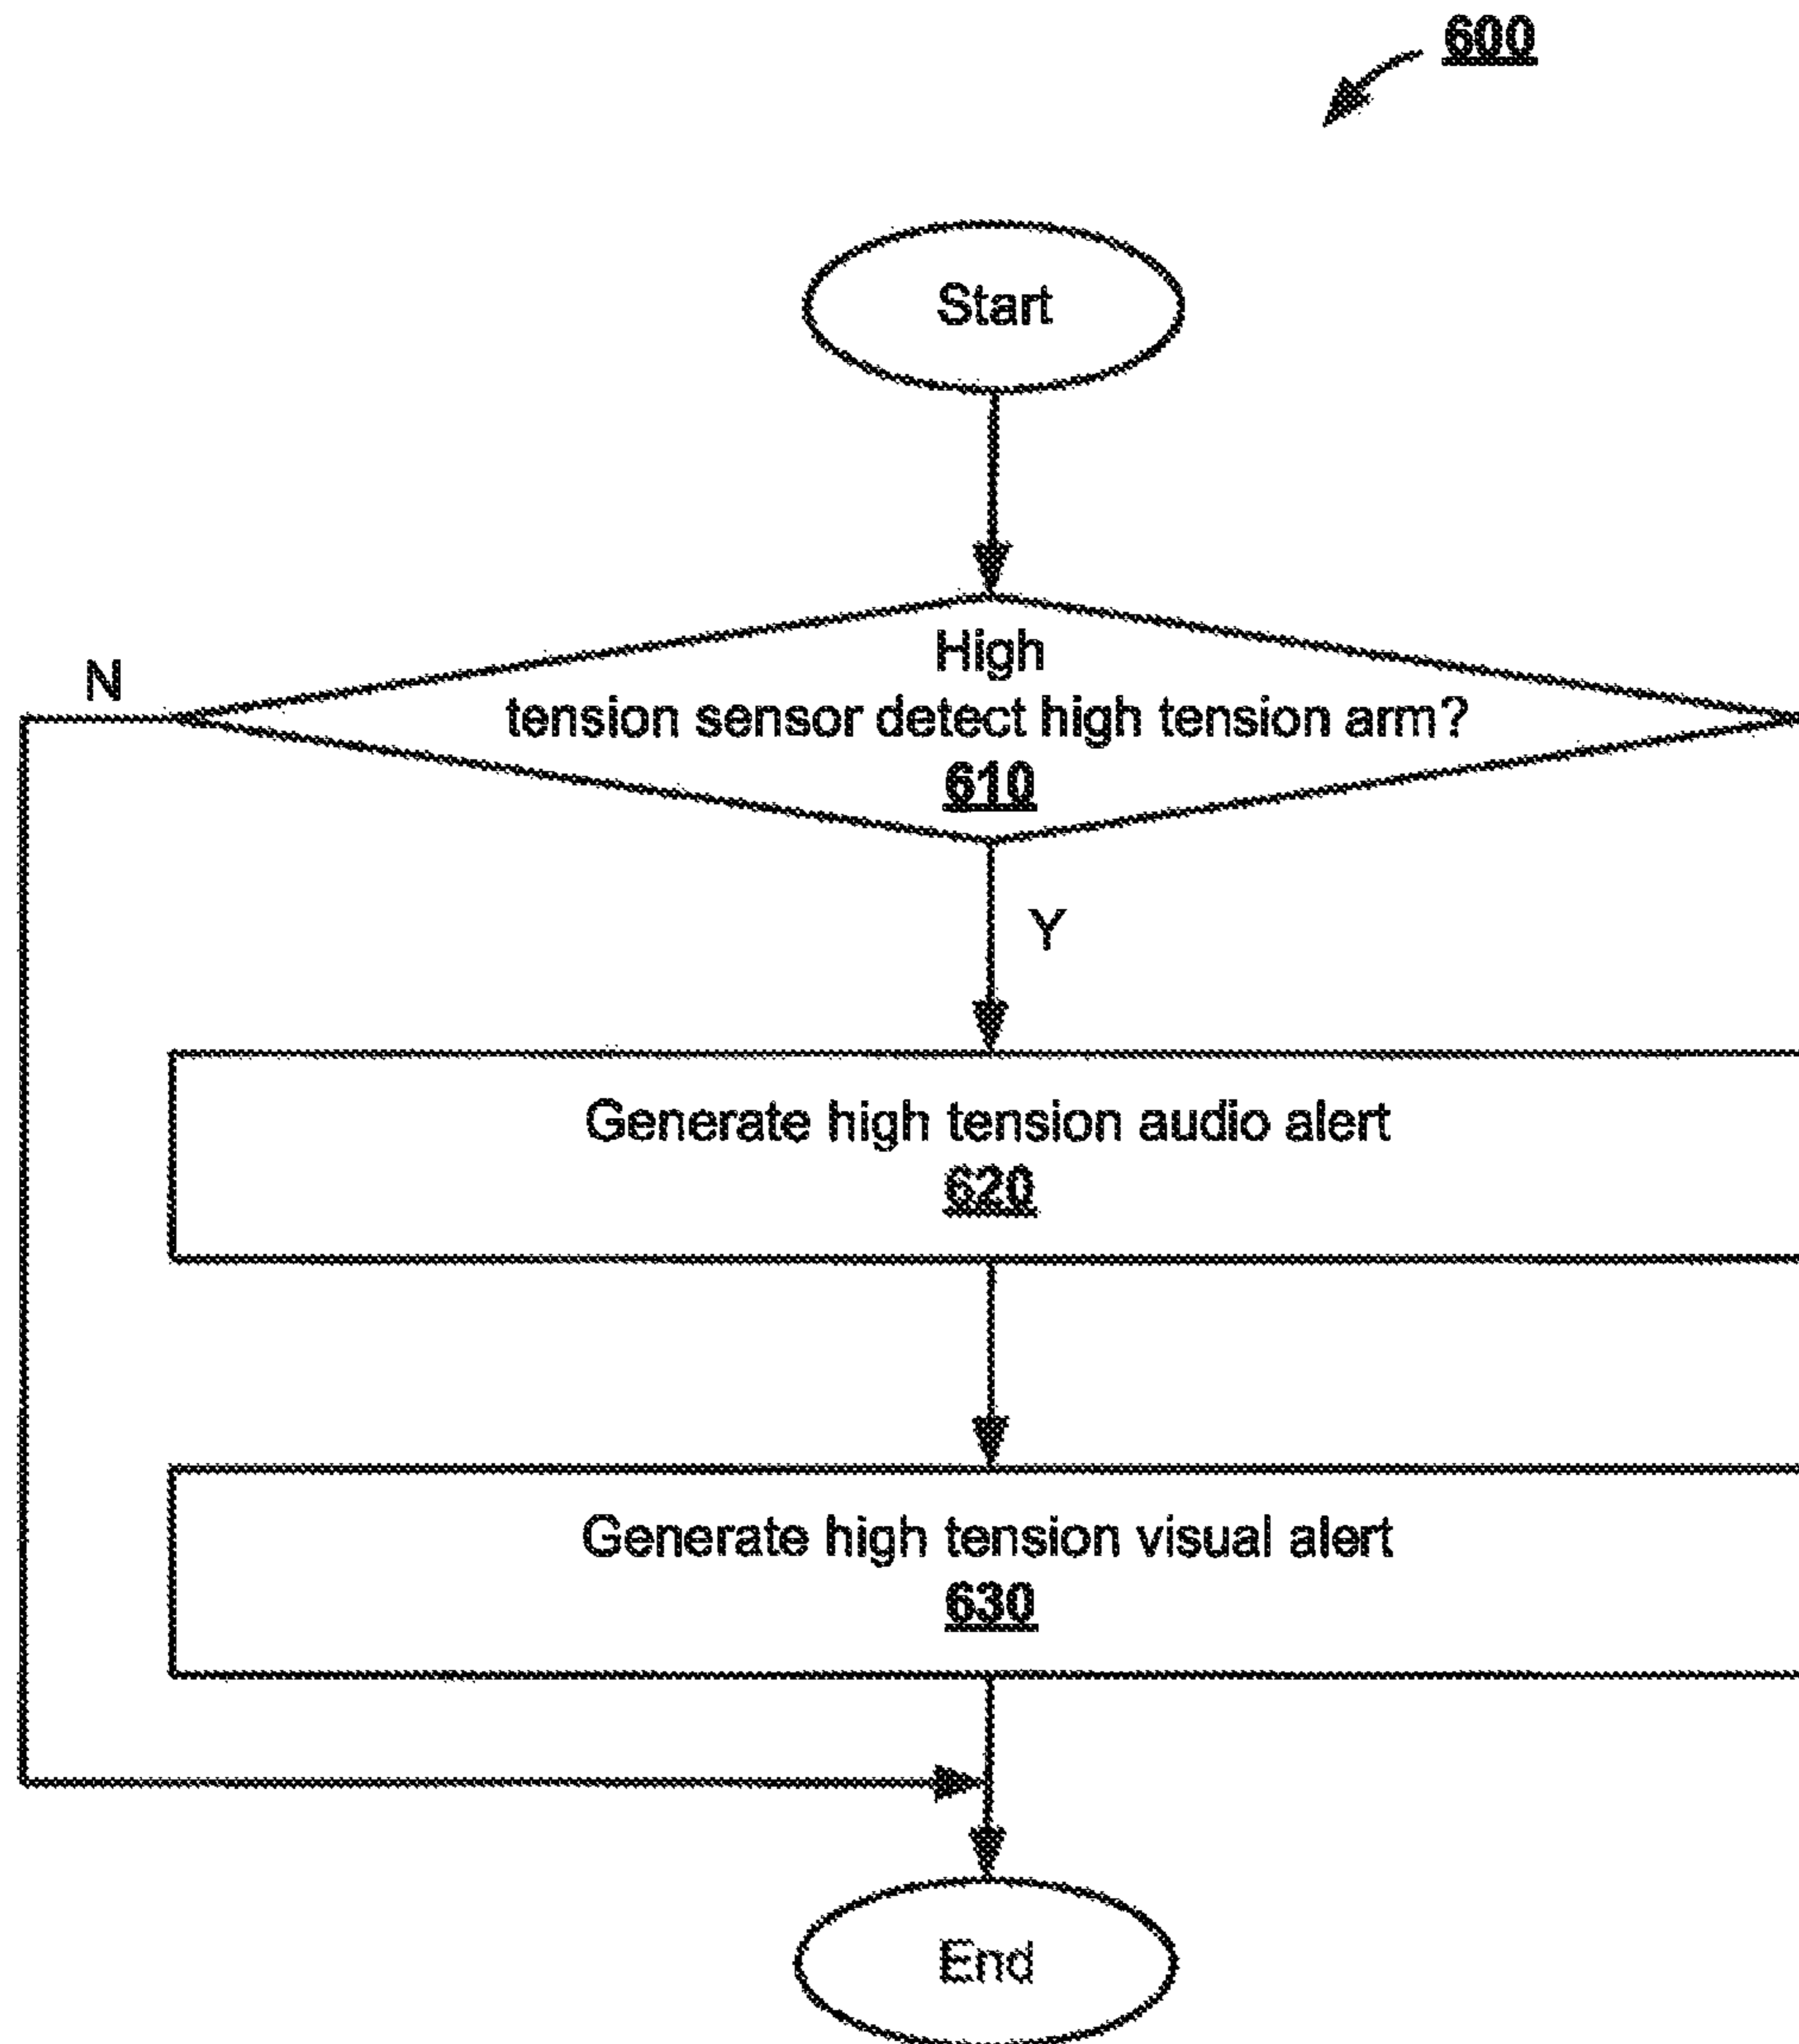 600
Start
High
tension sensor detect high tension arm?
610
N
Y
Generate high tension audio alert
620
Generate high tension visual alert
630
End